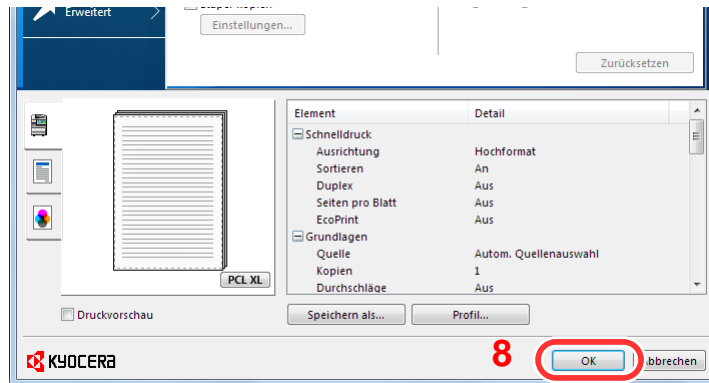 Erweitert
Einstellungen...
Zurücksetzen
Element Detail
Schnelldruck
Ausrichtung Hochformat
Sortieren An
Duplex Aus
Seiten pro Blatt Aus
EcoPrint Aus
Grundlagen
Quelle Autom. Quellenauswahl
Kopien 1
Durchschläge Aus
PCL XL
Druckvorschau
Speichern als... Profil...
KYOCERA
8
OK
bbrechen